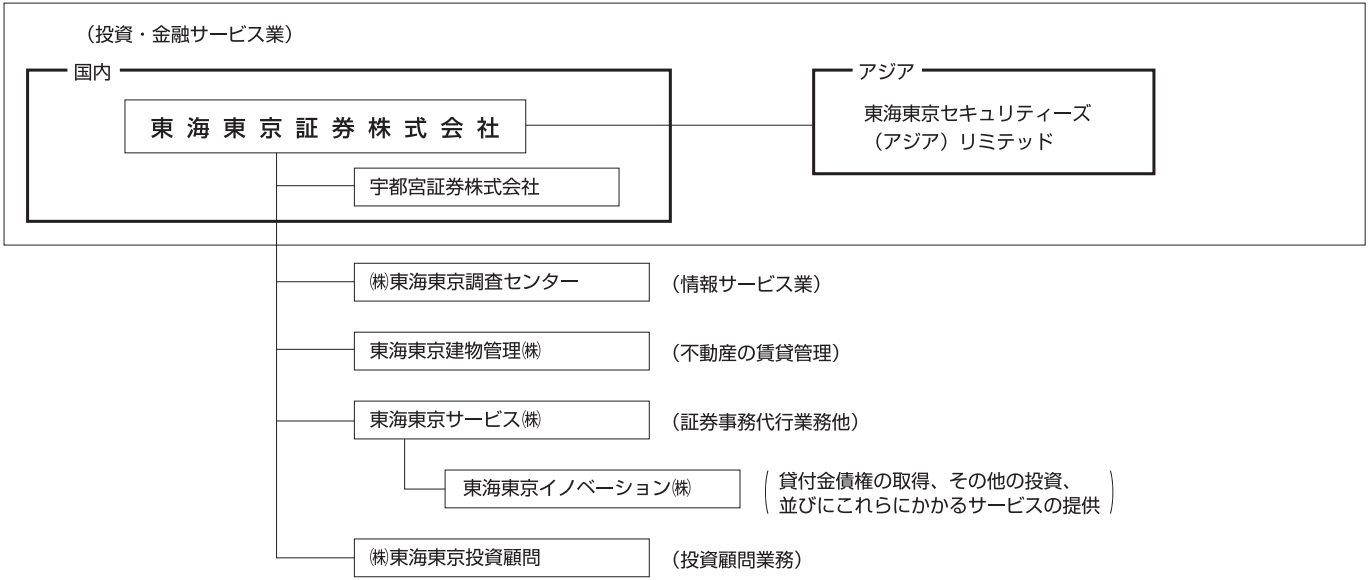 （投資・金融サービス業）
国内
東海東京証券株式会社
宇都宮証券株式会社
アジア
東海東京セキュリティーズ
（アジア）リミテッド
㈱東海東京調査センター （情報サービス業）
東海東京建物管理㈱ （不動産の賃貸管理）
東海東京サービス㈱ （証券事務代行業務他）
東海東京イノベーション㈱
（貸付金債権の取得、その他の投資、
並びにこれらにかかるサービスの提供）
㈱東海東京投資顧問 （投資顧問業務）